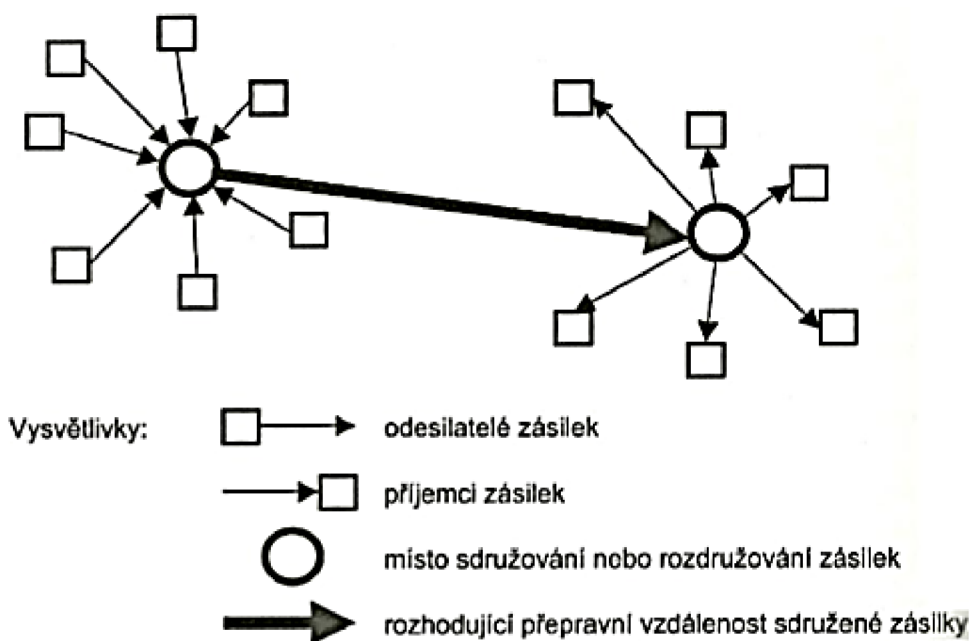 Vysvětlivky:
odesilatelé zásilek
příjemci zásilek
místo sdružování nebo rozdružování zásilek
rozhodující přepravní vzdálenost sdružené zásilky